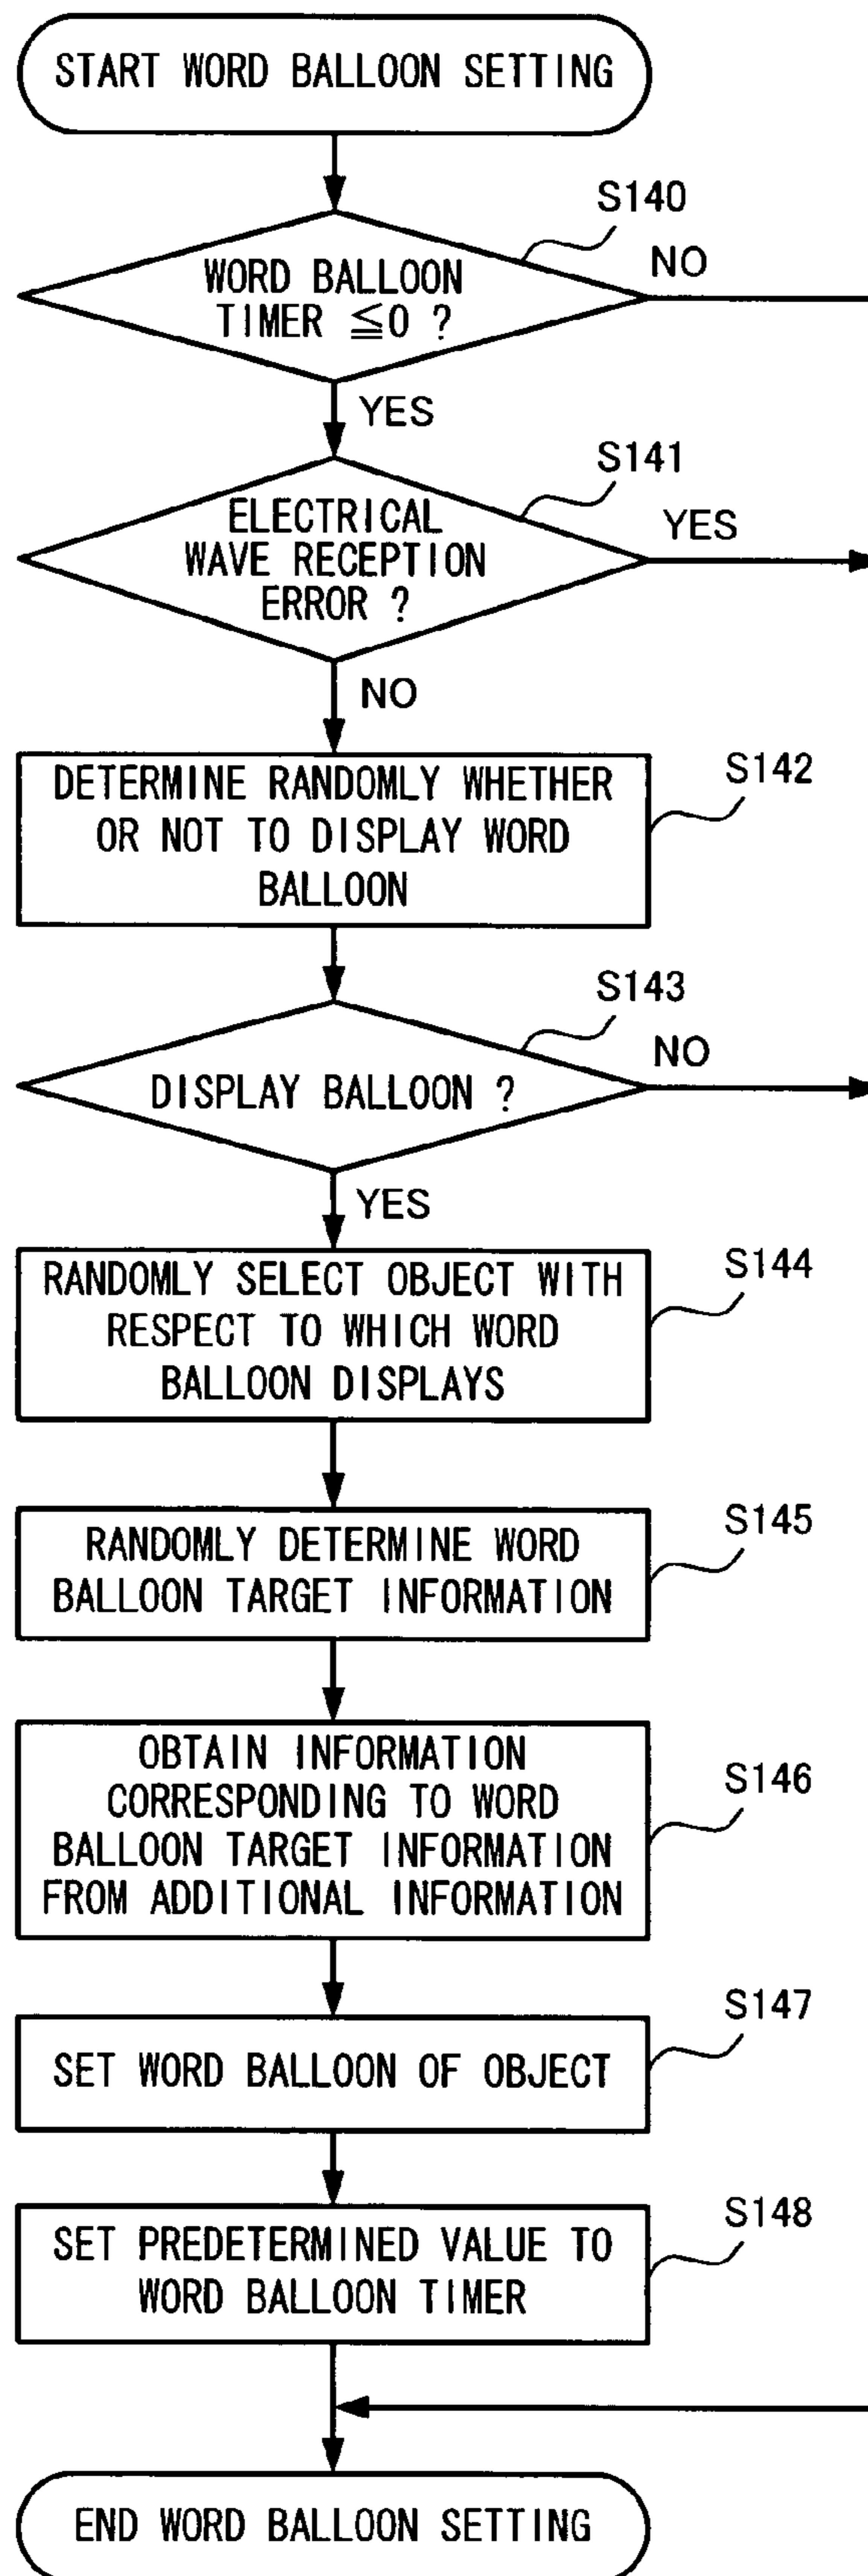 START WORD BALLOON SETTING
S140
WORD BALLOON
TIMER ≦0 ?
NO
YES
S141
ELECTRICAL
WAVE RECEPTION
ERROR ?
YES
NO
S142
DETERMINE RANDOMLY WHETHER
OR NOT TO DISPLAY WORD
BALLOON
S143
DISPLAY BALLOON ?
NO
YES
S144
RANDOMLY SELECT OBJECT WITH
RESPECT TO WHICH WORD
BALLOON DISPLAYS
S145
RANDOMLY DETERMINE WORD
BALLOON TARGET INFORMATION
S146
OBTAIN INFORMATION
CORRESPONDING TO WORD
BALLOON TARGET INFORMATION
FROM ADDITIONAL INFORMATION
S147
SET WORD BALLOON OF OBJECT
S148
SET PREDETERMINED VALUE TO
WORD BALLOON TIMER
END WORD BALLOON SETTING